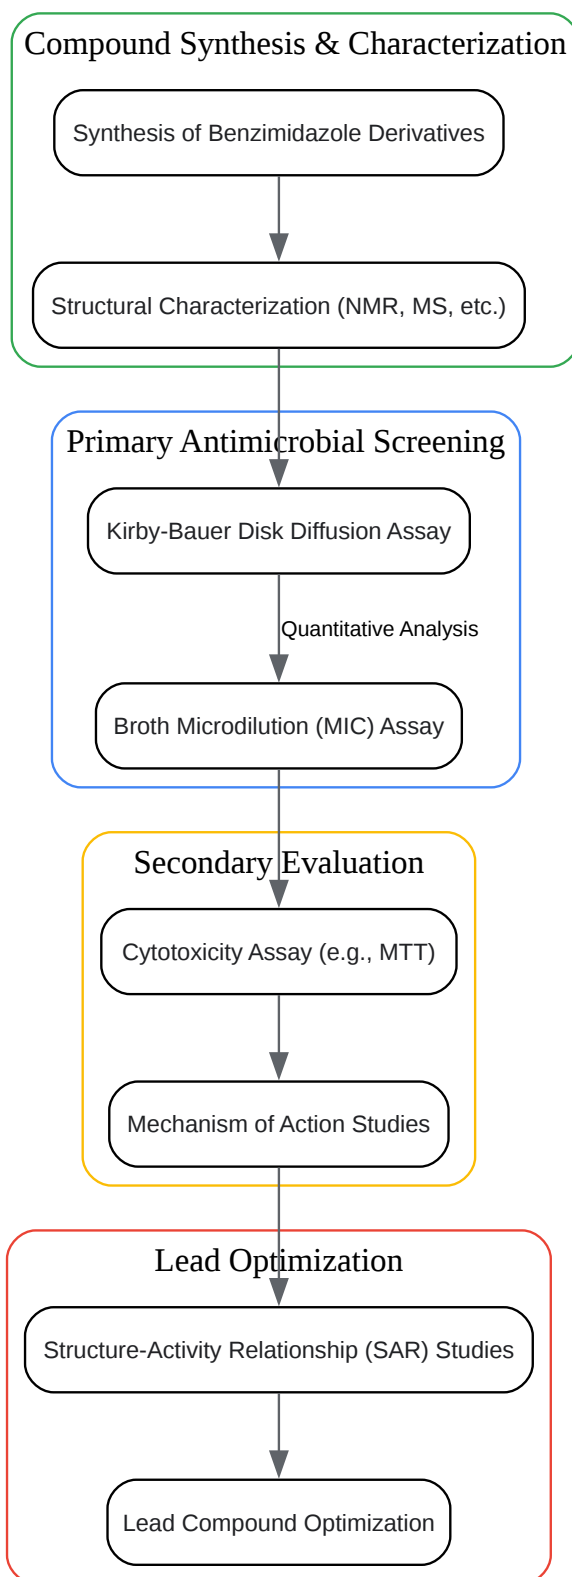 Compound Synthesis & Characterization
Synthesis of Benzimidazole Derivatives
Structural Characterization (NMR, MS, etc.)
Primary Antimicrobial Screening
Kirby-Bauer Disk Diffusion Assay
Quantitative Analysis
Broth Microdilution (MIC) Assay
Secondary Evaluation
Cytotoxicity Assay (e.g., MTT)
Mechanism of Action Studies
Lead Optimization
Structure-Activity Relationship (SAR) Studies
Lead Compound Optimization